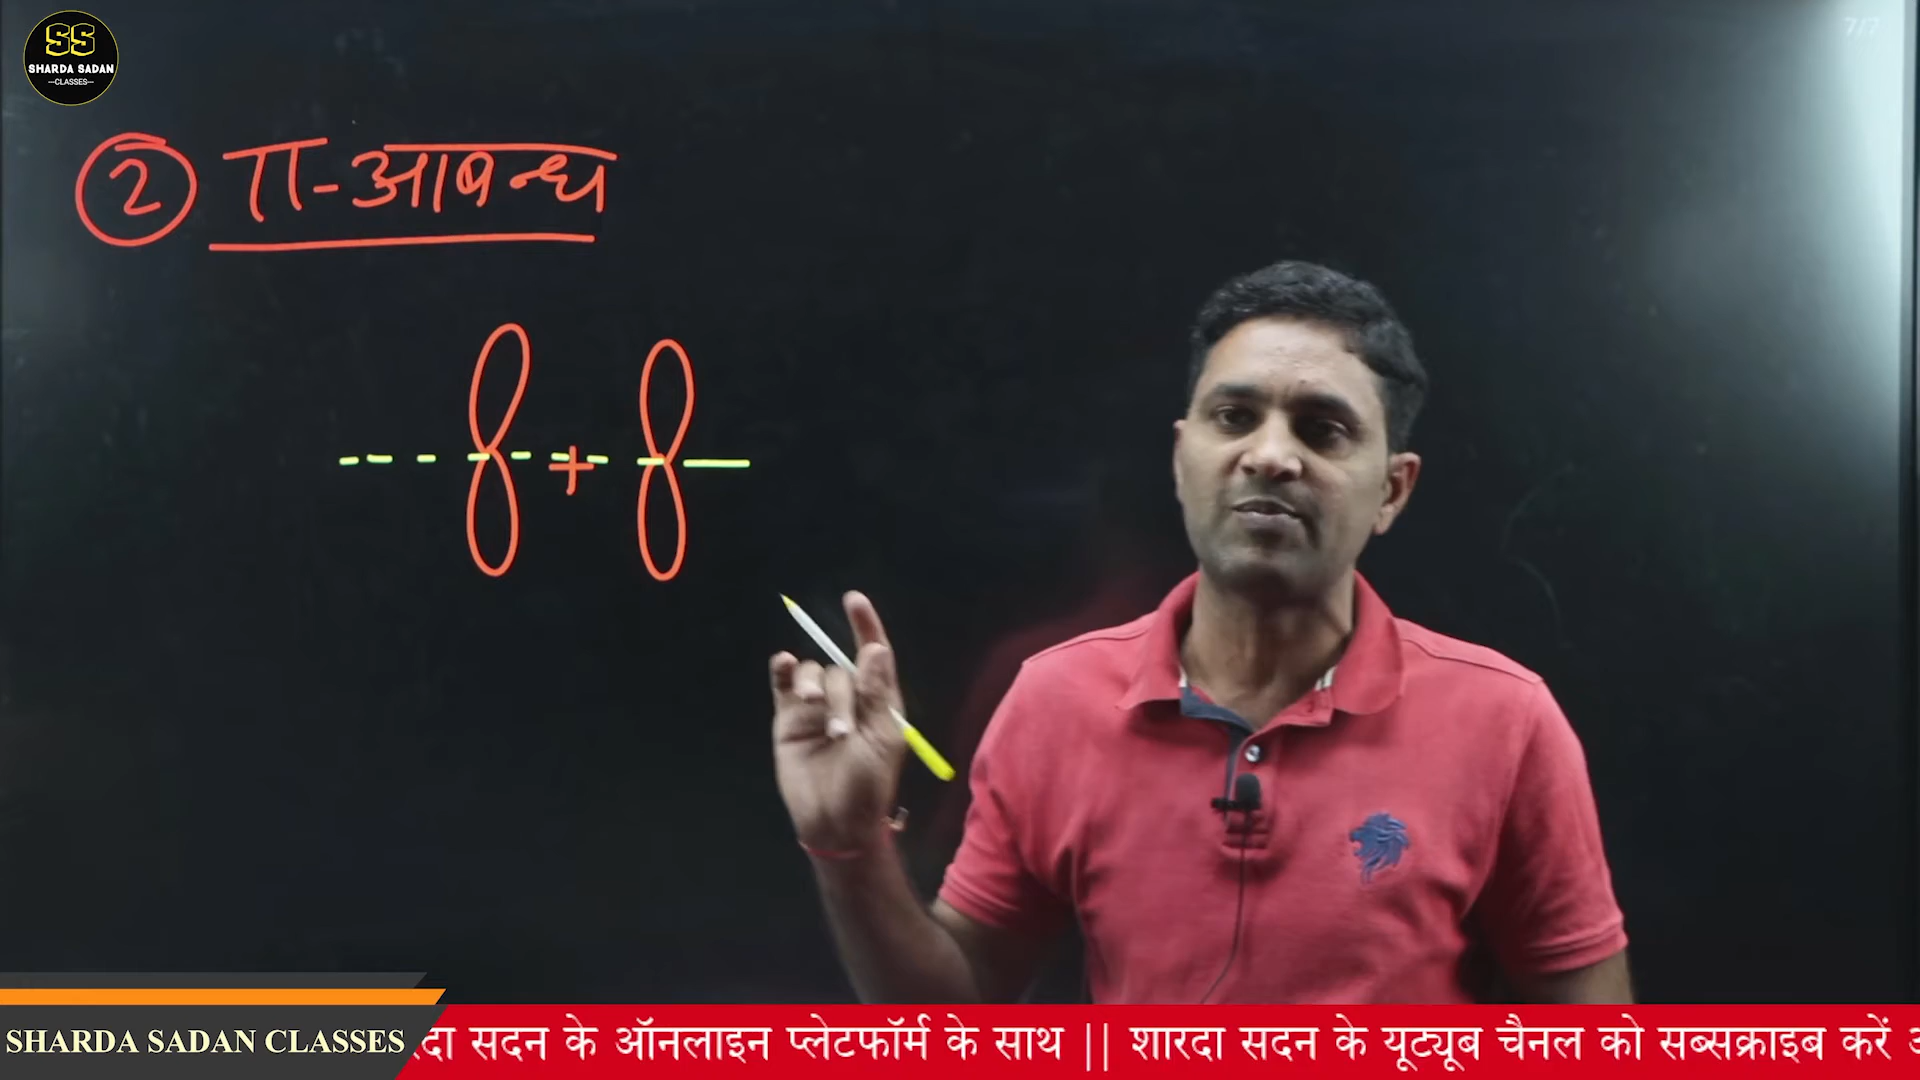 SS
SHARDA SADAN
---CLASSES---
② π-आबन्ध
+
SHARDA SADAN CLASSES
रदा सदन के ऑनलाइन प्लेटफॉर्म के साथ || शारदा सदन के यूट्यूब चैनल को सब्सक्राइब करें